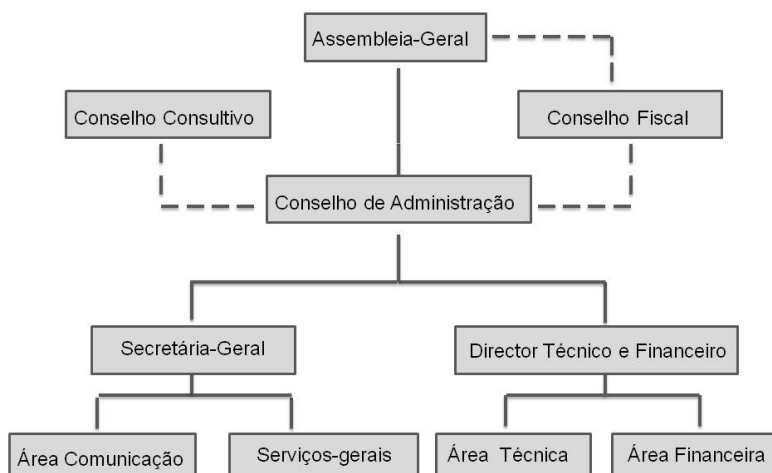 Assembleia-Geral
Conselho Consultivo
Conselho Fiscal
Conselho de Administração
Secretária-Geral
Director Técnico e Financeiro
Área Comunicação
Serviços-gerais
Área Técnica
Área Financeira